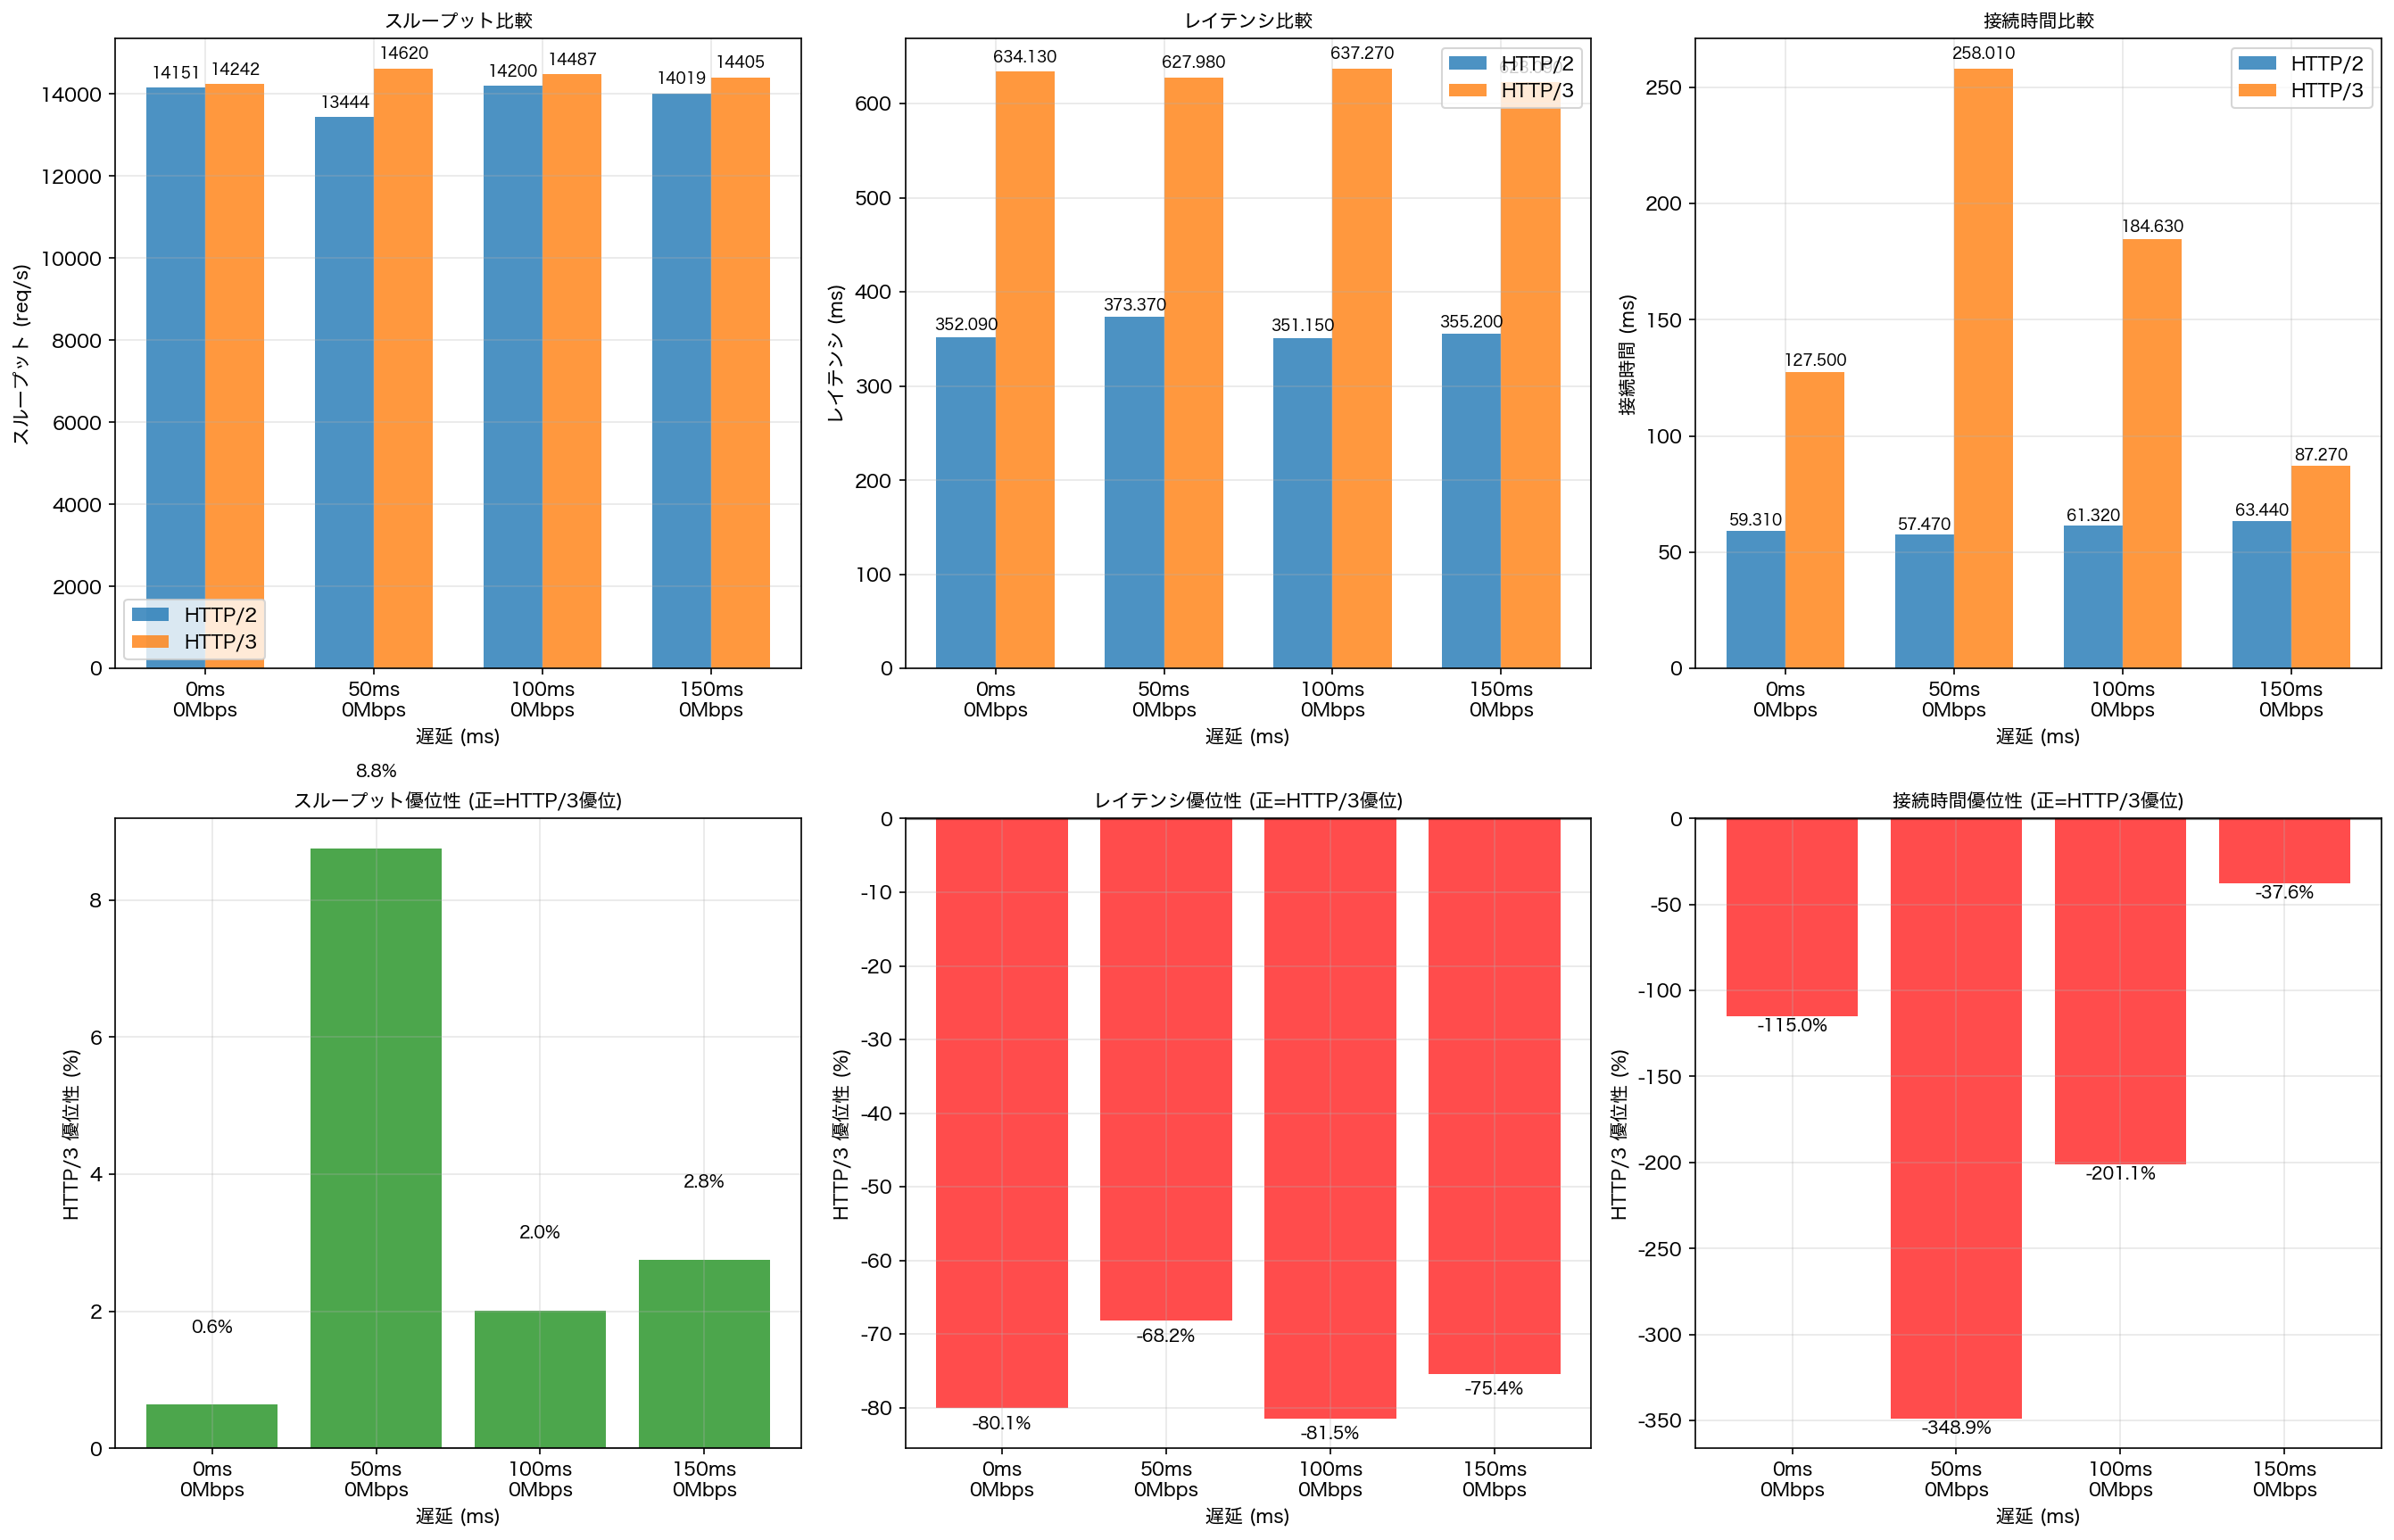 スループット比較
14151
14242
13444
14620
14200
14487
14019
14405
14000
12000
10000
8000
6000
4000
2000
0
スループット (req/s)
HTTP/2
HTTP/3
0ms
0Mbps
50ms
0Mbps
100ms
0Mbps
150ms
0Mbps
遅延 (ms)
レイテンシ比較
634.130
627.980
637.270
352.090
373.370
351.150
355.200
600
500
400
300
200
100
0
レイテンシ (ms)
HTTP/2
HTTP/3
0ms
0Mbps
50ms
0Mbps
100ms
0Mbps
150ms
0Mbps
遅延 (ms)
接続時間比較
258.010
184.630
127.500
87.270
59.310
57.470
61.320
63.440
250
200
150
100
50
0
接続時間 (ms)
HTTP/2
HTTP/3
0ms
0Mbps
50ms
0Mbps
100ms
0Mbps
150ms
0Mbps
遅延 (ms)
8.8%
スループット優位性 (正=HTTP/3優位)
8
6
4
2
0
HTTP/3 優位性 (%)
0.6%
2.0%
2.8%
0ms
0Mbps
50ms
0Mbps
100ms
0Mbps
150ms
0Mbps
遅延 (ms)
レイテンシ優位性 (正=HTTP/3優位)
0
-10
-20
-30
-40
-50
-60
-70
-80
HTTP/3 優位性 (%)
-80.1%
-68.2%
-81.5%
-75.4%
0ms
0Mbps
50ms
0Mbps
100ms
0Mbps
150ms
0Mbps
遅延 (ms)
接続時間優位性 (正=HTTP/3優位)
0
-50
-100
-150
-200
-250
-300
-350
HTTP/3 優位性 (%)
-115.0%
-348.9%
-201.1%
-37.6%
0ms
0Mbps
50ms
0Mbps
100ms
0Mbps
150ms
0Mbps
遅延 (ms)